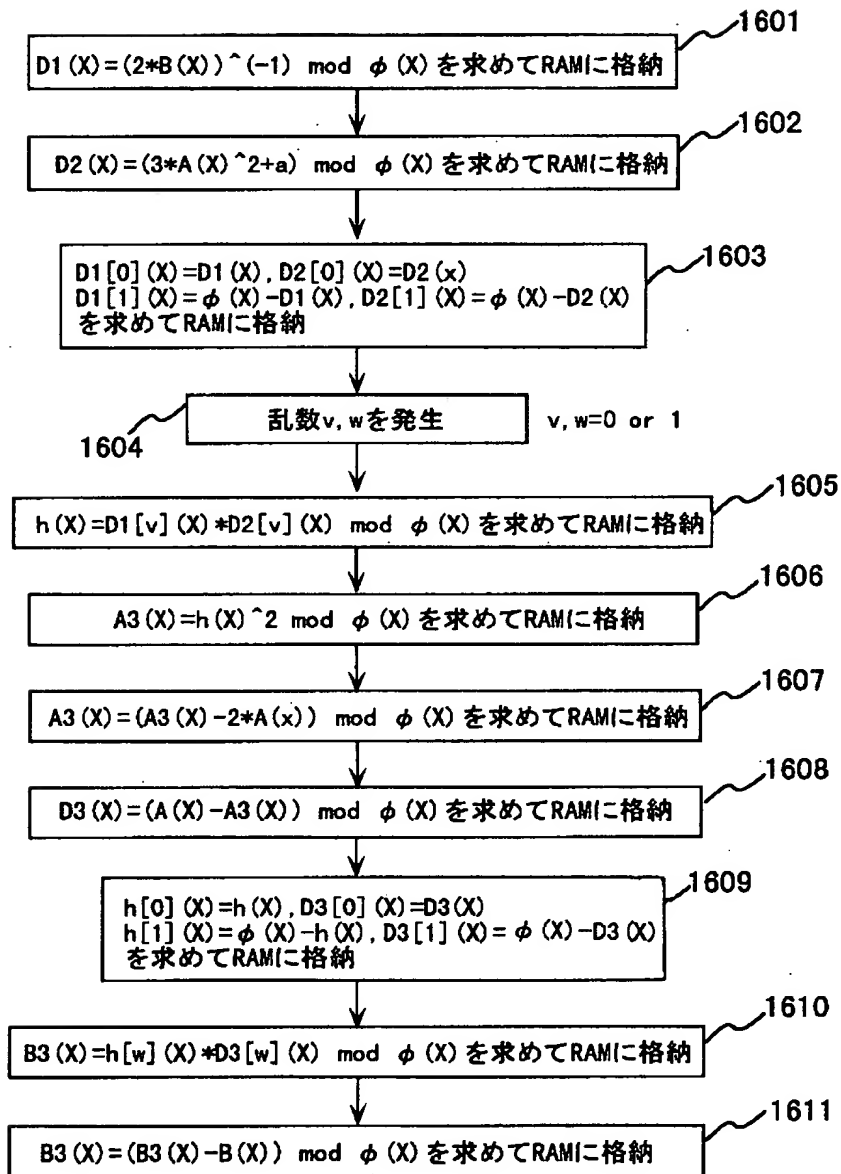 1601
D1(X)=(2*B(X))^(-1) mod φ(X)を求めてRAMに格納
1602
D2(X)=(3*A(X)^2+a) mod φ(X)を求めてRAMに格納
1603
D1[0](X)=D1(X),D2[0](X)=D2(x)
D1[1](X)=φ(X)-D1(X),D2[1](X)=φ(X)-D2(X)
を求めてRAMに格納
1604
乱数v,wを発生
v,w=0 or 1
1605
h(X)=D1[v](X)*D2[v](X) mod φ(X)を求めてRAMに格納
1606
A3(X)=h(X)^2 mod φ(X)を求めてRAMに格納
1607
A3(X)=(A3(X)-2*A(x)) mod φ(X)を求めてRAMに格納
1608
D3(X)=(A(X)-A3(X)) mod φ(X)を求めてRAMに格納
1609
h[0](X)=h(X),D3[0](X)=D3(X)
h[1](X)=φ(X)-h(X),D3[1](X)=φ(X)-D3(X)
を求めてRAMに格納
1610
B3(X)=h[w](X)*D3[w](X) mod φ(X)を求めてRAMに格納
1611
B3(X)=(B3(X)-B(X)) mod φ(X)を求めてRAMに格納